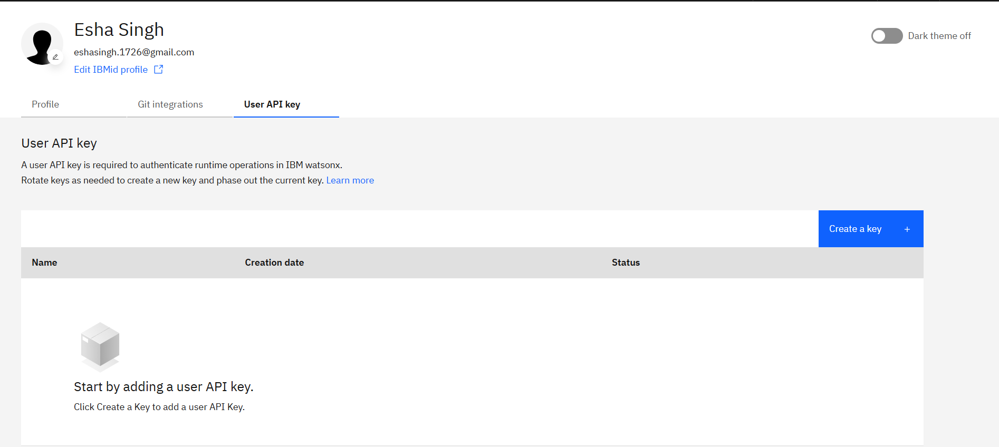 Esha Singh
eshasingh.1726@gmail.com
Edit IBMid profile
Dark theme off
Profile
Git integrations
User API key
User API key
A user API key is required to authenticate runtime operations in IBM watsonx.
Rotate keys as needed to create a new key and phase out the current key. Learn more
Create a key +
Name
Creation date
Status
Start by adding a user API key.
Click Create a Key to add a user API Key.